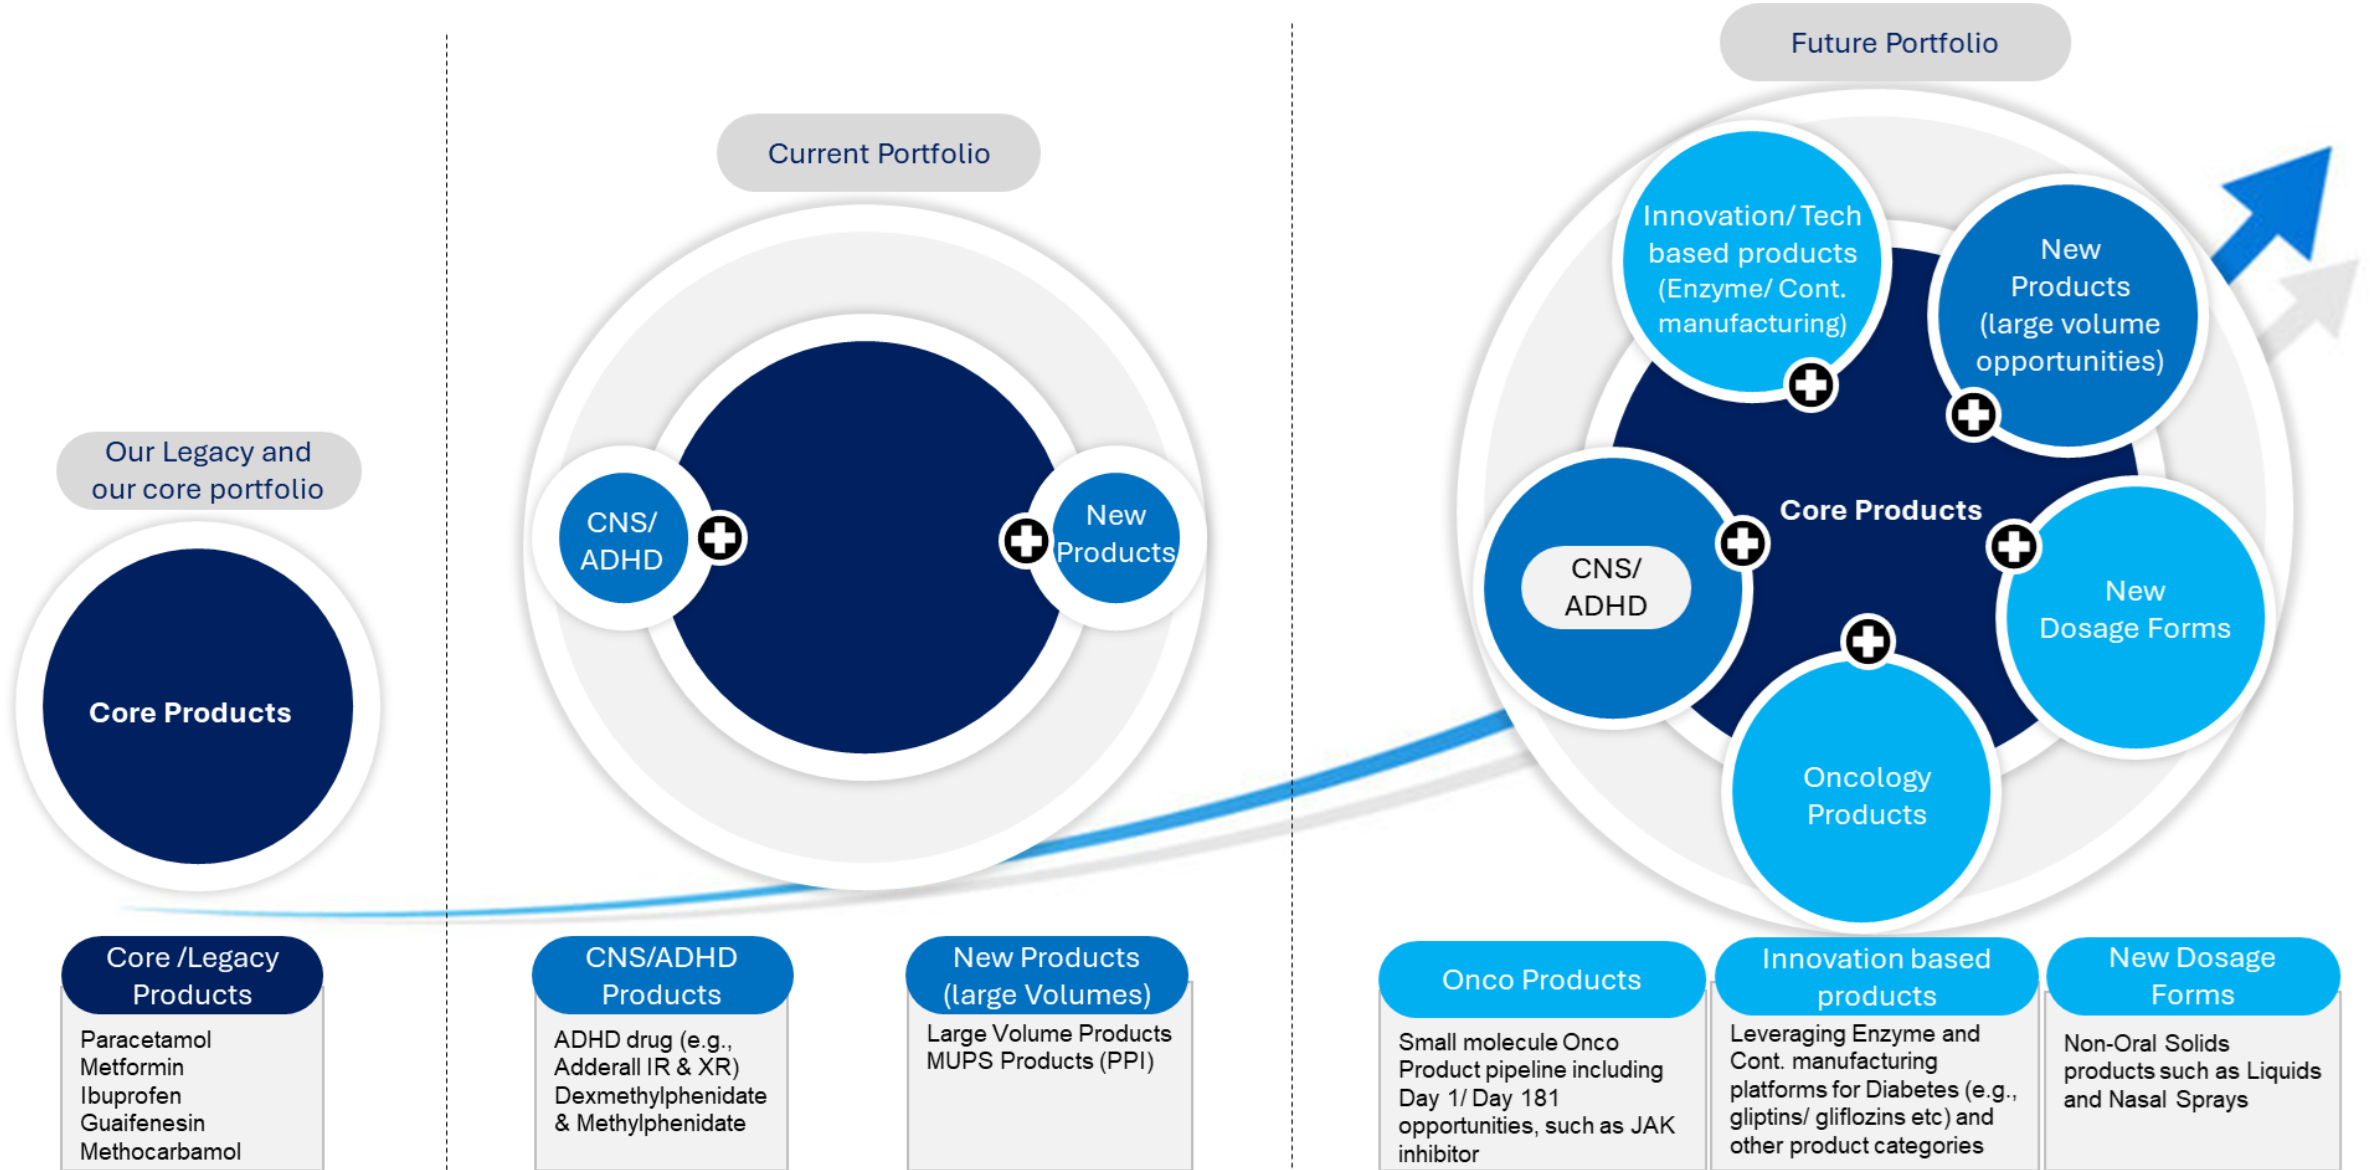 Our Legacy and
our core portfolio
Core Products
Core /Legacy
Products
Paracetamol
Metformin
Ibuprofen
Guaifenesin
Methocarbamol
Current Portfolio
CNS/
ADHD
New
Products
CNS/ADHD
Products
ADHD drug (e.g.,
Adderall IR & XR)
Dexmethylphenidate
& Methylphenidate
New Products
(large Volumes)
Large Volume Products
MUPS Products (PPI)
Future Portfolio
Innovation/ Tech
based products
(Enzyme/ Cont.
manufacturing)
New
Products
(large volume
opportunities)
Core Products
CNS/
ADHD
New
Dosage Forms
Oncology
Products
Onco Products
Small molecule Onco
Product pipeline including
Day 1/ Day 181
opportunities, such as JAK
inhibitor
Innovation based
products
Leveraging Enzyme and
Cont. manufacturing
platforms for Diabetes (e.g.,
gliptins/ gliflozins etc) and
other product categories
New Dosage
Forms
Non-Oral Solids
products such as Liquids
and Nasal Sprays